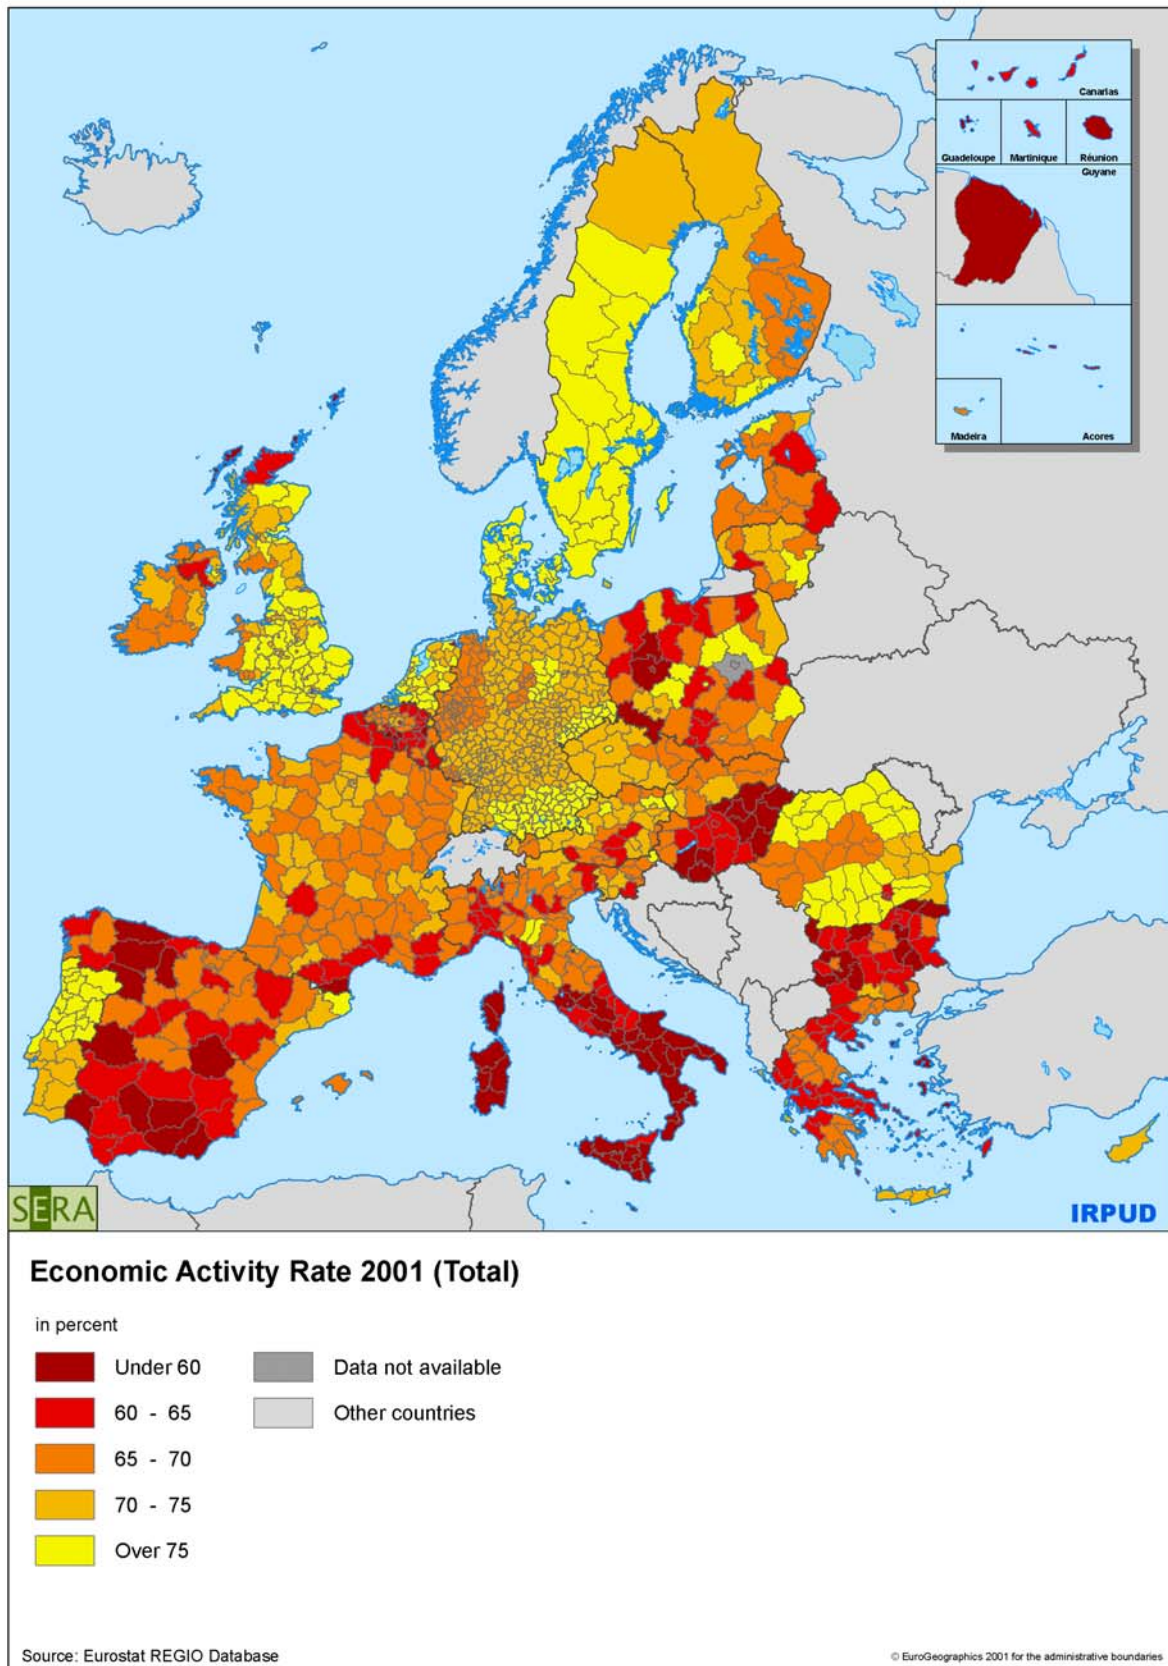 Canarias
Guadeloupe
Martinique
Réunion
Guyane
Madeira
Acores
SERA
IRPUD
Economic Activity Rate 2001 (Total)
in percent
Under 60
Data not available
60 - 65
Other countries
65 - 70
70 - 75
Over 75
Source: Eurostat REGIO Database
© EuroGeographics 2001 for the administrative boundaries